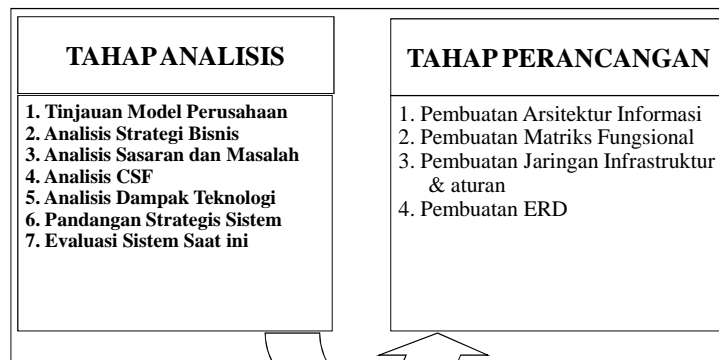 TAHAP ANALISIS
1. Tinjauan Model Perusahaan
2. Analisis Strategi Bisnis
3. Analisis Sasaran dan Masalah
4. Analisis CSF
5. Analisis Dampak Teknologi
6. Pandangan Strategis Sistem
7. Evaluasi Sistem Saat ini
TAHAP PERANCANGAN
1. Pembuatan Arsitektur Informasi
2. Pembuatan Matriks Fungsional
3. Pembuatan Jaringan Infrastruktur
& aturan
4. Pembuatan ERD